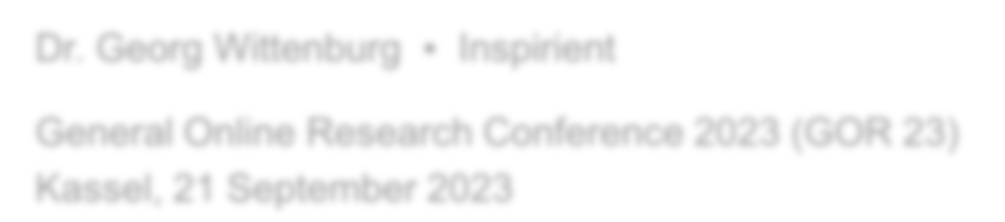 Dr. Georg Wittenburg • Inspirient
General Online Research Conference 2023 (GOR 23)
Kassel, 21 September 2023